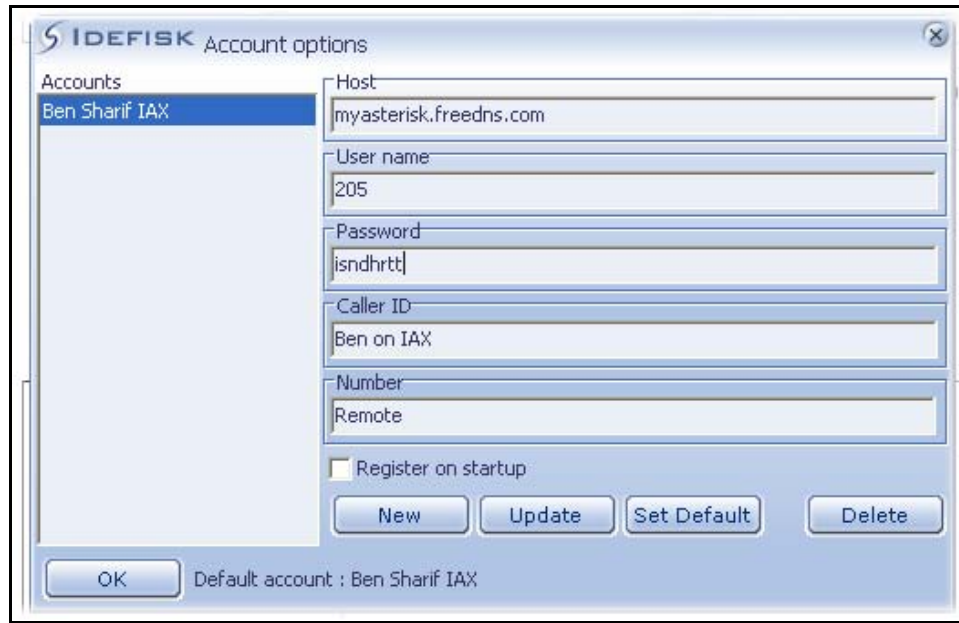 IDEFISK Account options
Accounts
Ben Sharif IAX
Host
myasterisk.freedns.com
User name
205
Password
isndhrtt
Caller ID
Ben on IAX
Number
Remote
Register on startup
New Update Set Default Delete
OK Default account : Ben Sharif IAX